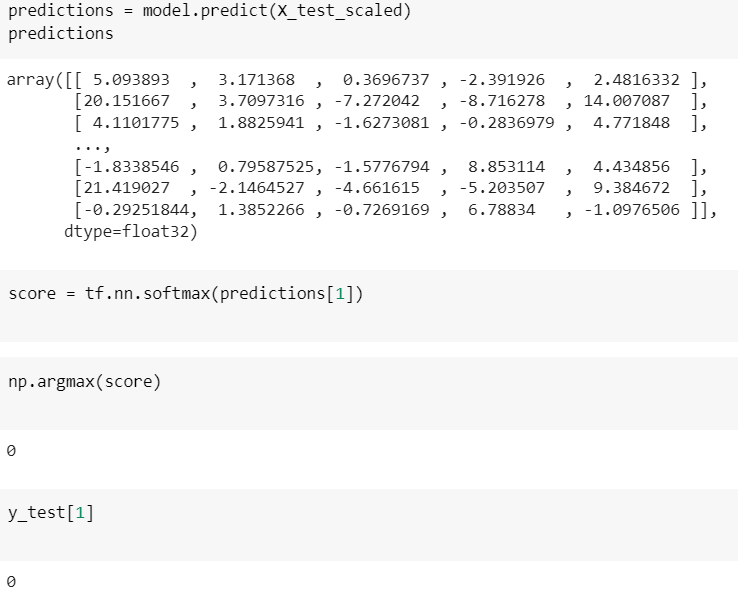 predictions = model.predict(X_test_scaled)
predictions
array([[ 5.093893  ,  3.171368  ,  0.3696737 , -2.391926  ,  2.4816332 ],
       [20.151667  ,  3.7097316 , -7.272042  , -8.716278  , 14.007087  ],
       [ 4.1101775 ,  1.8825941 , -1.6273081 , -0.2836979 ,  4.771848  ],
       ...,
       [-1.8338546 ,  0.79587525, -1.5776794 ,  8.853114  ,  4.434856  ],
       [21.419027  , -2.1464527 , -4.661615  , -5.203507  ,  9.384672  ],
       [-0.29251844,  1.3852266 , -0.7269169 ,  6.78834   , -1.0976506 ]],
      dtype=float32)
score = tf.nn.softmax(predictions[1])
np.argmax(score)
0
y_test[1]
0